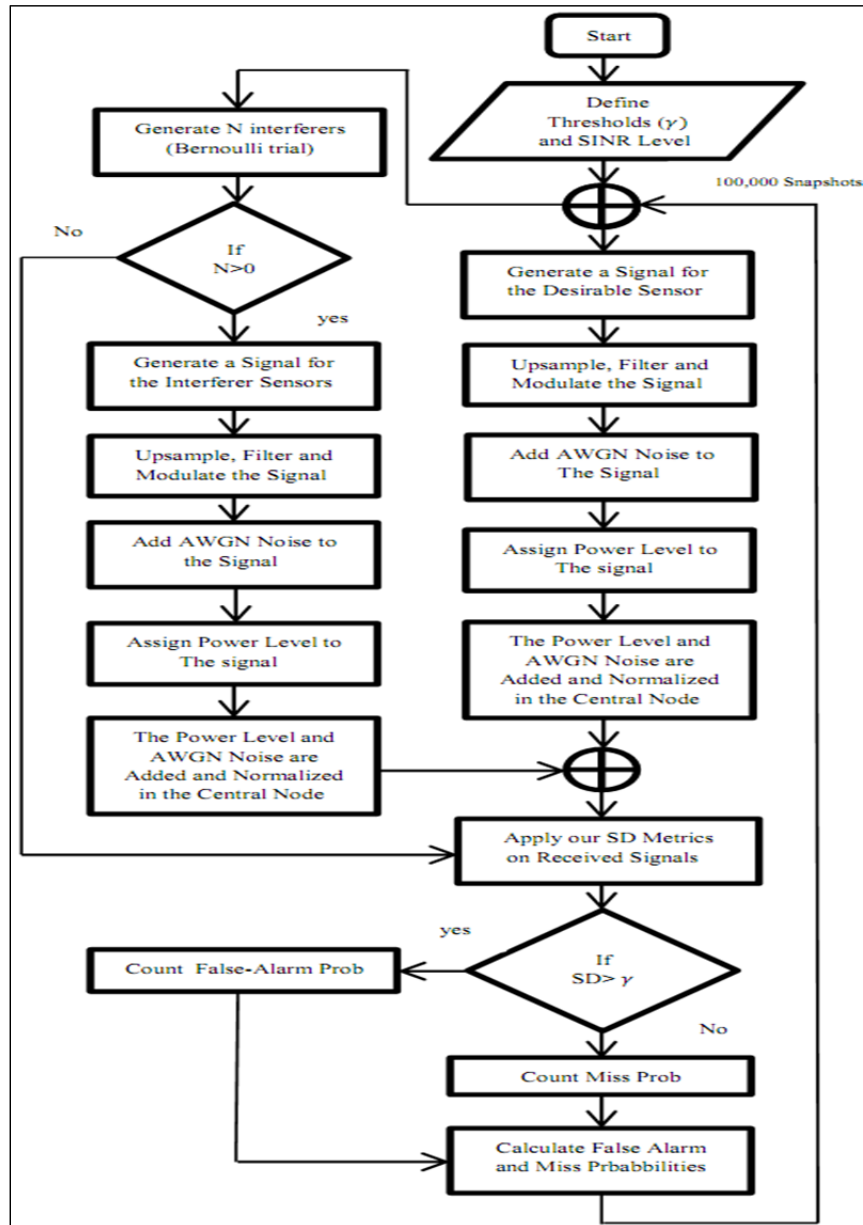 Start
Define
Thresholds (γ)
and SINR Level
100,000 Snapshots
Generate N interferers
(Bernoulli trial)
No
If
N>0
yes
Generate a Signal for
the Interferer Sensors
Upsample, Filter and
Modulate the Signal
Add AWGN Noise to
the Signal
Assign Power Level to
The signal
The Power Level and
AWGN Noise are
Added and Normalized
in the Central Node
Generate a Signal for
the Desirable Sensor
Upsample, Filter and
Modulate the Signal
Add AWGN Noise to
The Signal
Assign Power Level to
The signal
The Power Level and
AWGN Noise are
Added and Normalized
in the Central Node
Apply our SD Metrics
on Received Signals
yes
If
SD> γ
No
Count False-Alarm Prob
Count Miss Prob
Calculate False Alarm
and Miss Prbabbilities